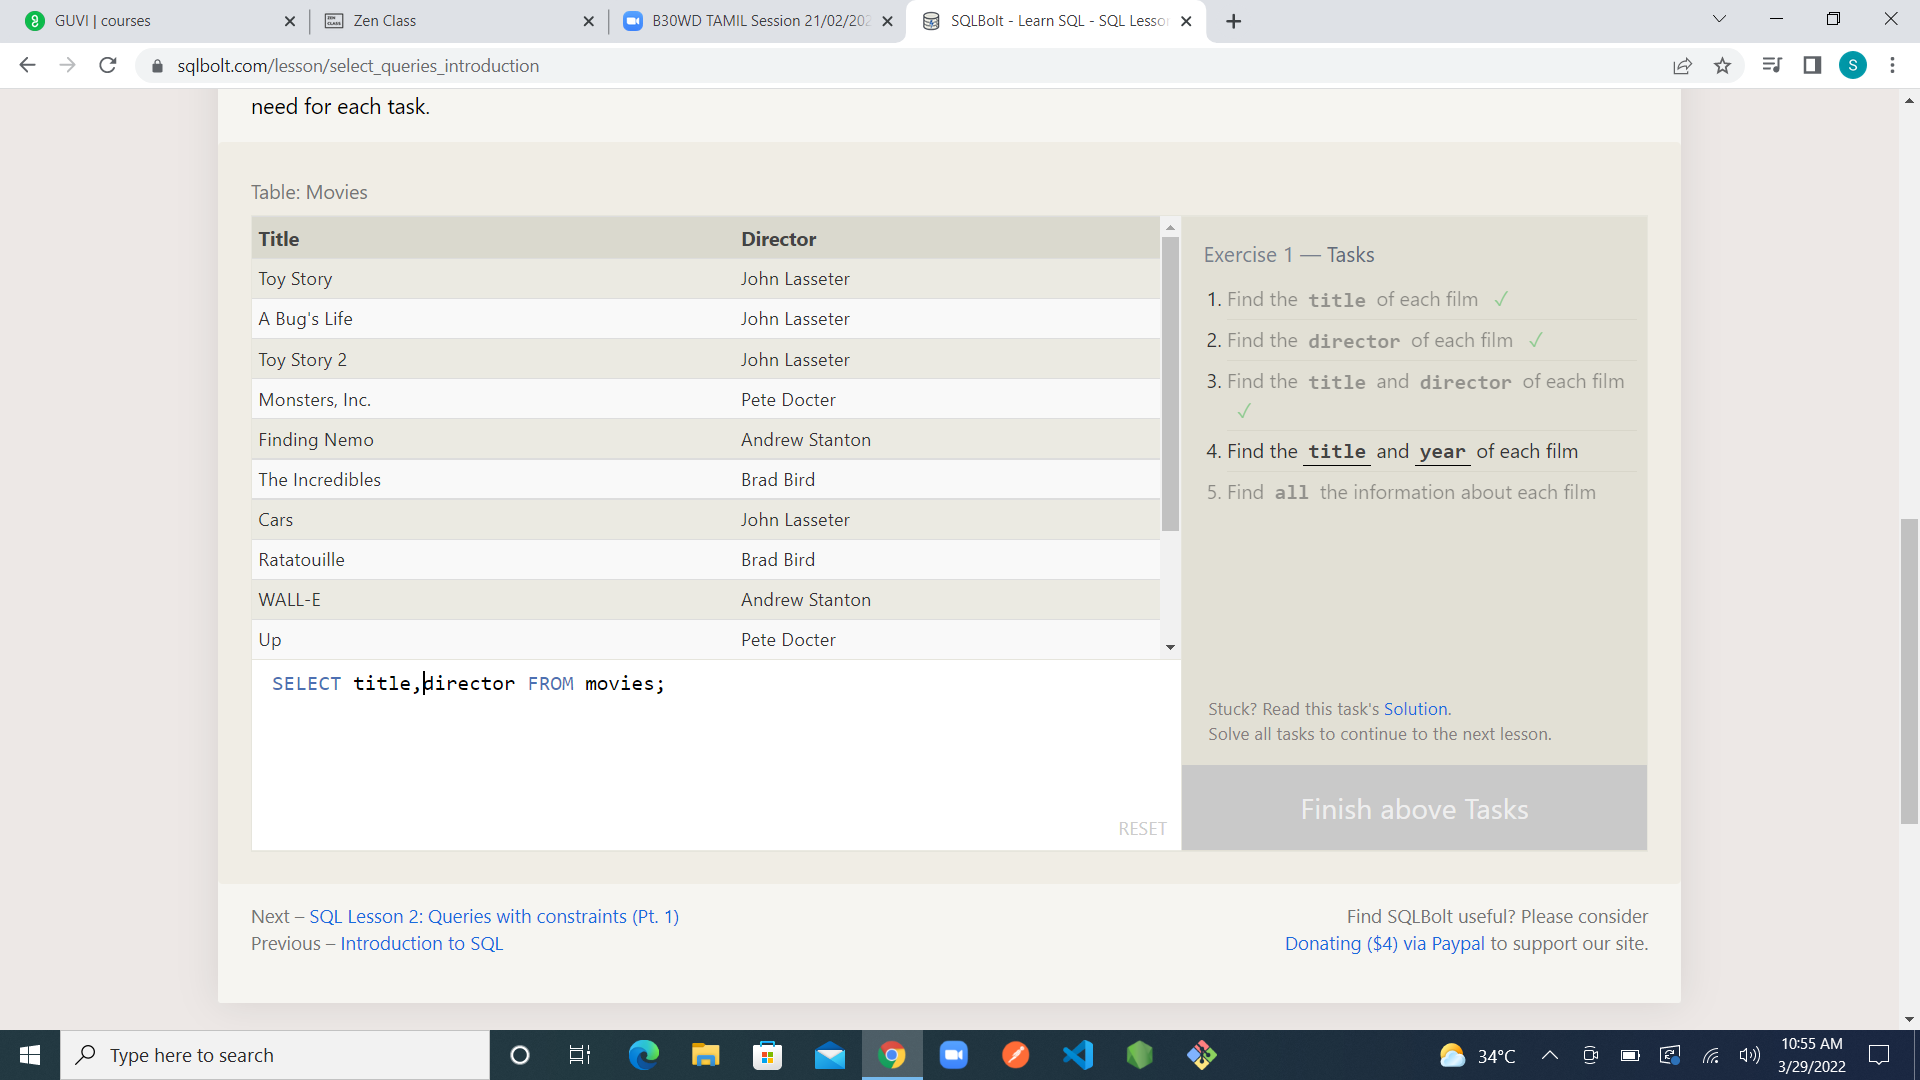 GUVI | courses
Zen Class
B30WD TAMIL Session 21/02/202
SQLBolt - Learn SQL - SQL Lesson
sqlbolt.com/lesson/select_queries_introduction
S
need for each task.
Table: Movies
Title Director
Toy Story John Lasseter
A Bug's Life John Lasseter
Toy Story 2 John Lasseter
Monsters, Inc. Pete Docter
Finding Nemo Andrew Stanton
The Incredibles Brad Bird
Cars John Lasseter
Ratatouille Brad Bird
WALL-E Andrew Stanton
Up Pete Docter
SELECT title,director FROM movies;
RESET
Exercise 1 — Tasks
1. Find the title of each film ✓
2. Find the director of each film ✓
3. Find the title and director of each film
✓
4. Find the title and year of each film
5. Find all the information about each film
Stuck? Read this task's Solution.
Solve all tasks to continue to the next lesson.
Finish above Tasks
Next – SQL Lesson 2: Queries with constraints (Pt. 1)
Previous – Introduction to SQL
Find SQLBolt useful? Please consider
Donating ($4) via Paypal to support our site.
Type here to search
34°C
10:55 AM
3/29/2022